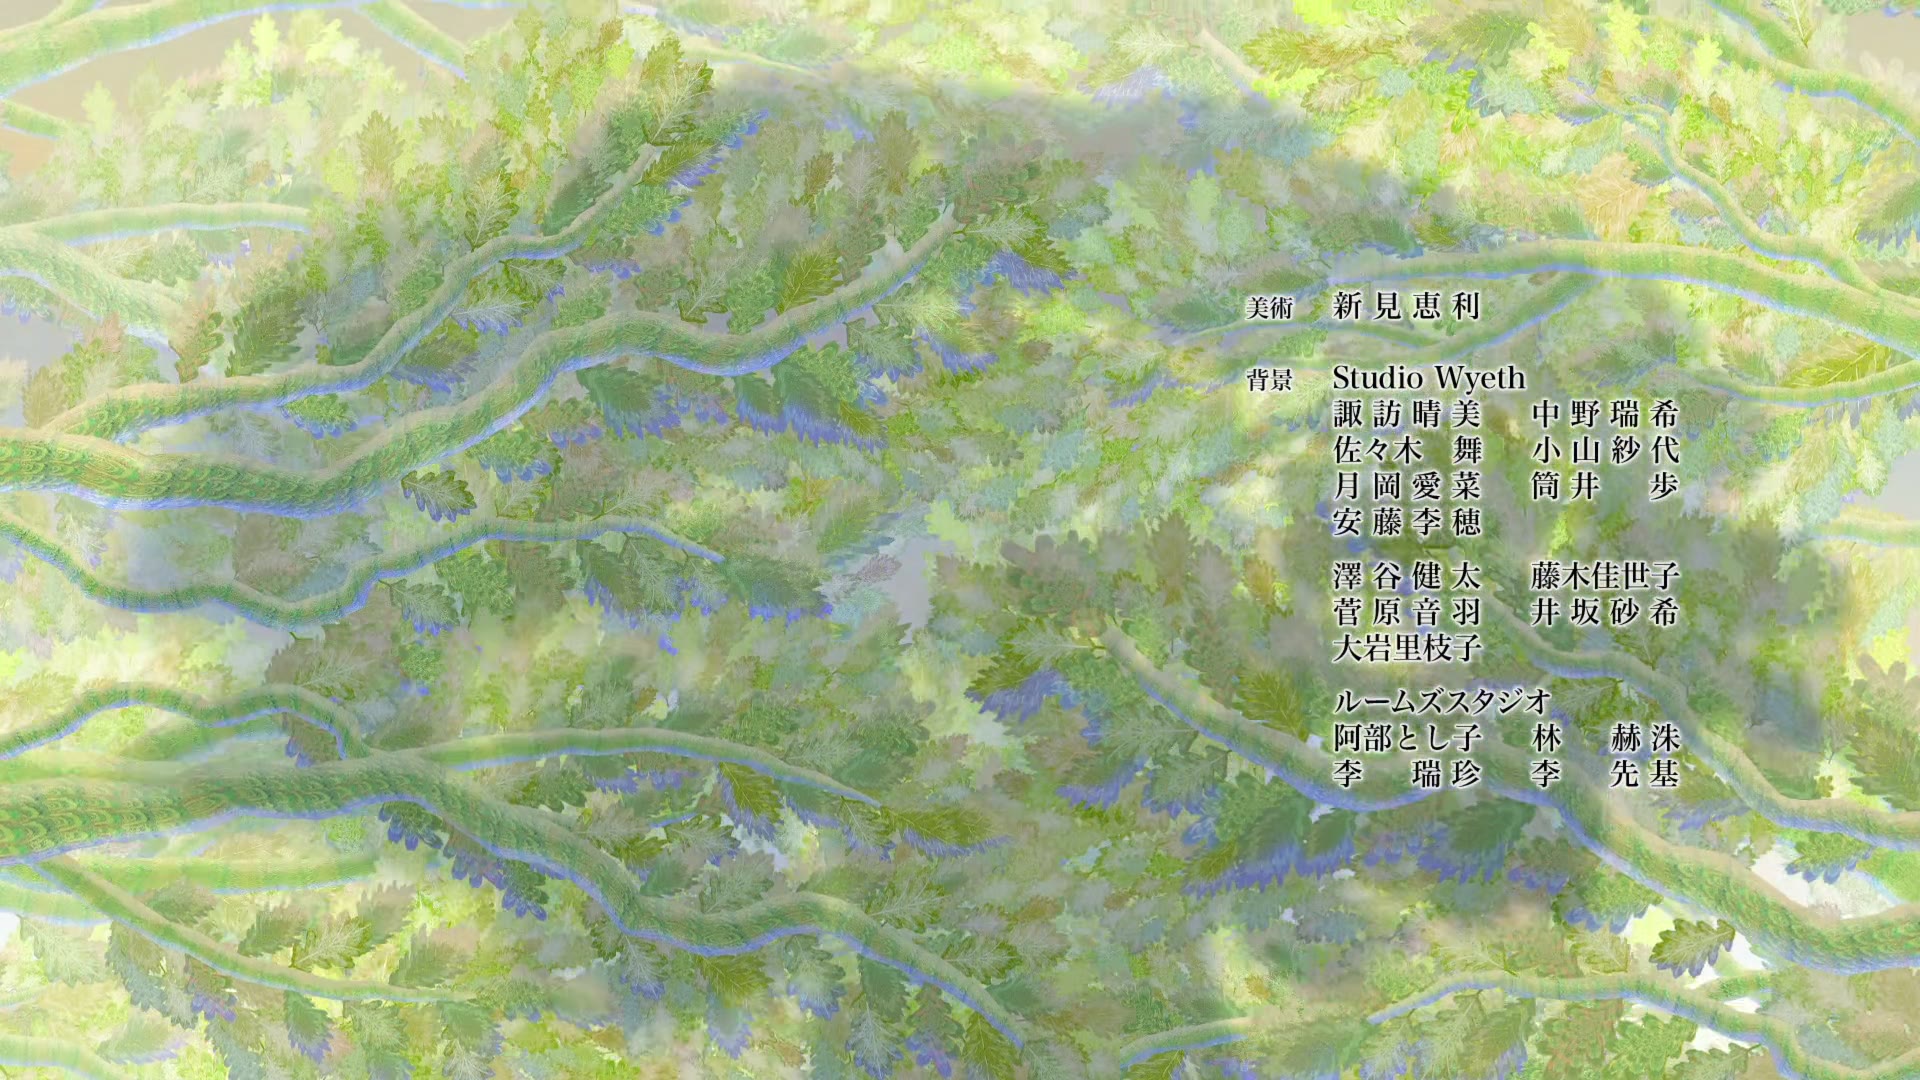 美術 新見恵利
背景 Studio Wyeth
諏訪晴美 中野瑞希
佐々木 舞 小山紗代
月岡愛菜 筒井 歩
安藤李穂
澤谷健太 藤木佳世子
菅原音羽 井坂砂希
大岩里枝子
ルームズスタジオ
阿部とし子 林 赫洙
李 瑞珍 李 先基